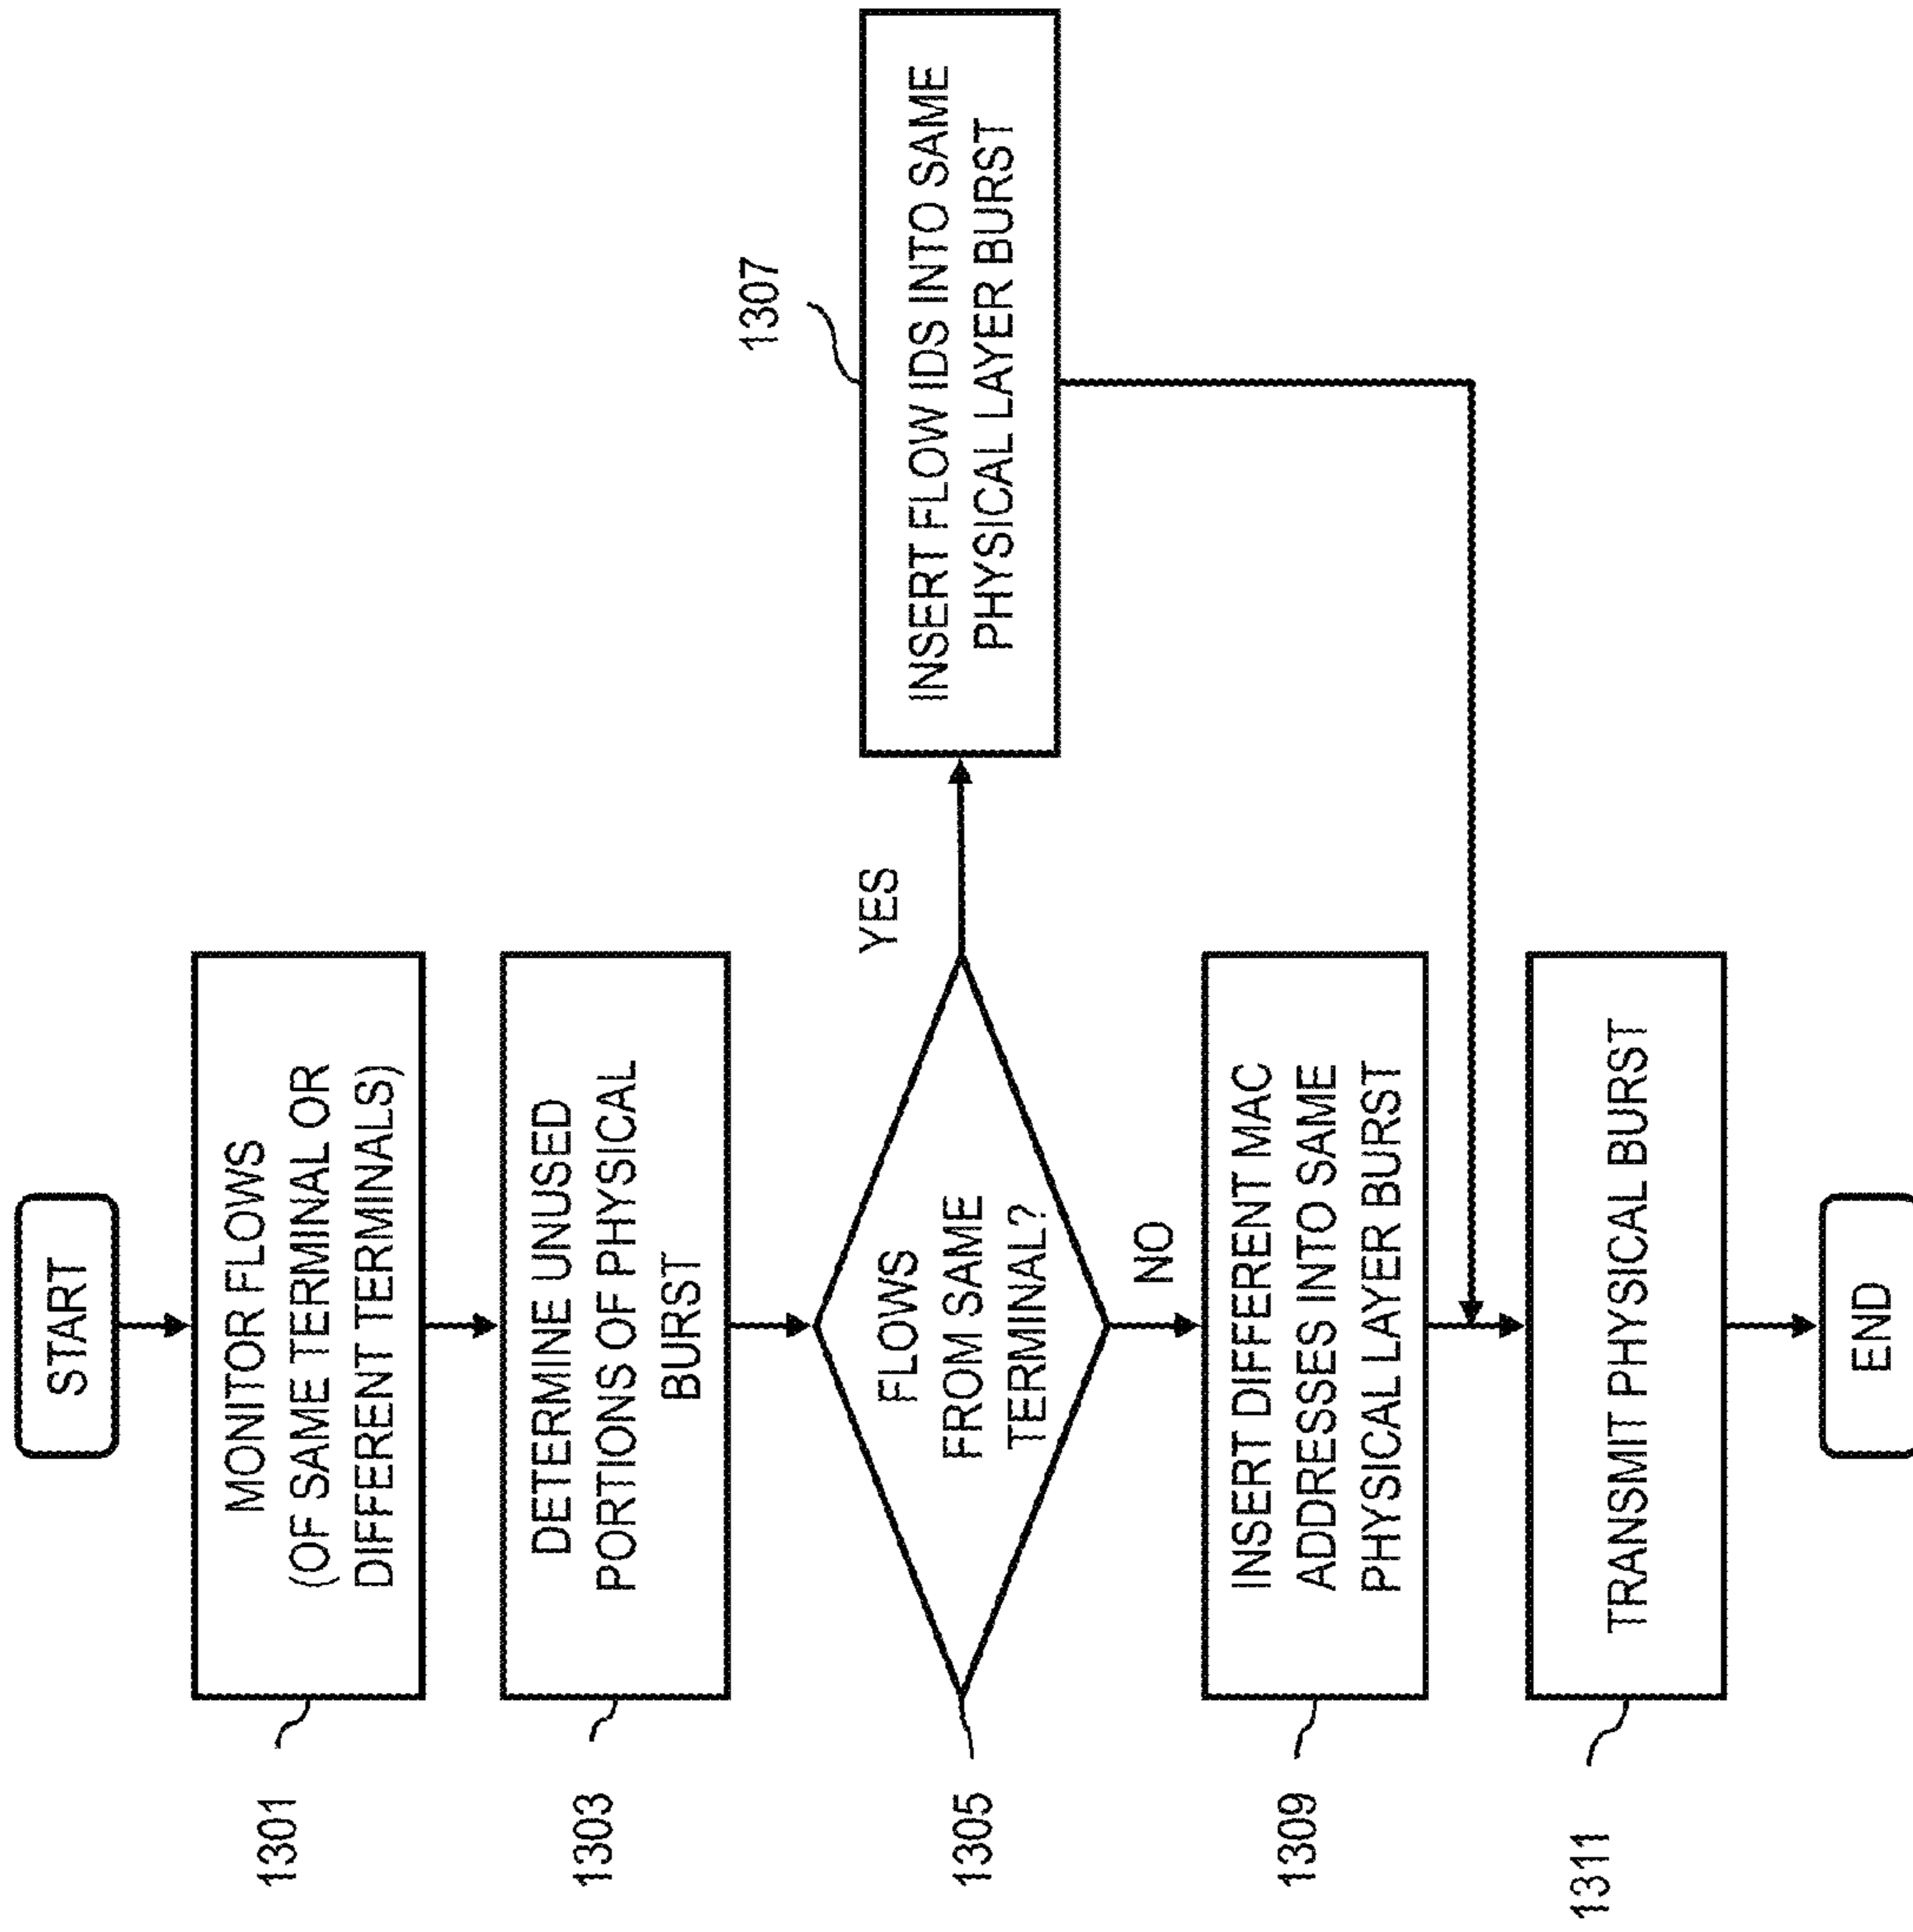 START
1301
MONITOR FLOWS
(OF SAME TERMINAL OR
DIFFERENT TERMINALS)
1303
DETERMINE UNUSED
PORTIONS OF PHYSICAL
BURST
1305
FLOWS
FROM SAME
TERMINAL?
YES
1307
INSERT FLOW IDS INTO SAME
PHYSICAL LAYER BURST
NO
1309
INSERT DIFFERENT MAC
ADDRESSES INTO SAME
PHYSICAL LAYER BURST
1311
TRANSMIT PHYSICAL BURST
END